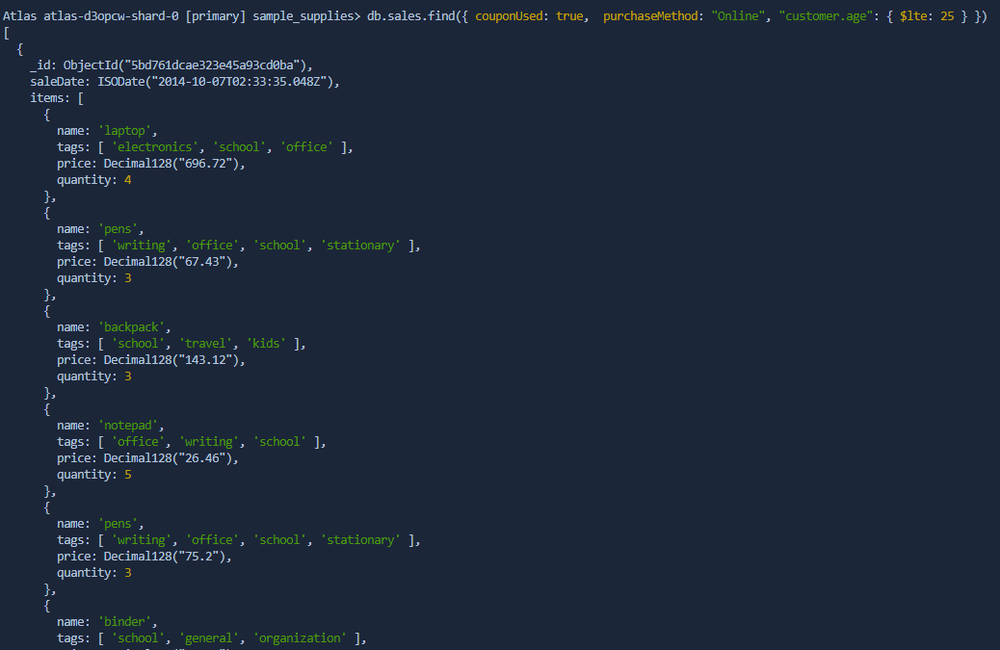 Atlas atlas-d3opcw-shard-0 [primary] sample_supplies> db.sales.find({ couponUsed: true,  purchaseMethod: "Online", "customer.age": { $lte: 25 } })
[
  {
    _id: ObjectId("5bd761dcae323e45a93cd0ba"),
    saleDate: ISODate("2014-10-07T02:33:35.048Z"),
    items: [
      {
        name: 'laptop',
        tags: [ 'electronics', 'school', 'office' ],
        price: Decimal128("696.72"),
        quantity: 4
      },
      {
        name: 'pens',
        tags: [ 'writing', 'office', 'school', 'stationary' ],
        price: Decimal128("67.43"),
        quantity: 3
      },
      {
        name: 'backpack',
        tags: [ 'school', 'travel', 'kids' ],
        price: Decimal128("143.12"),
        quantity: 3
      },
      {
        name: 'notepad',
        tags: [ 'office', 'writing', 'school' ],
        price: Decimal128("26.46"),
        quantity: 5
      },
      {
        name: 'pens',
        tags: [ 'writing', 'office', 'school', 'stationary' ],
        price: Decimal128("75.2"),
        quantity: 3
      },
      {
        name: 'binder',
        tags: [ 'school', 'general', 'organization' ],